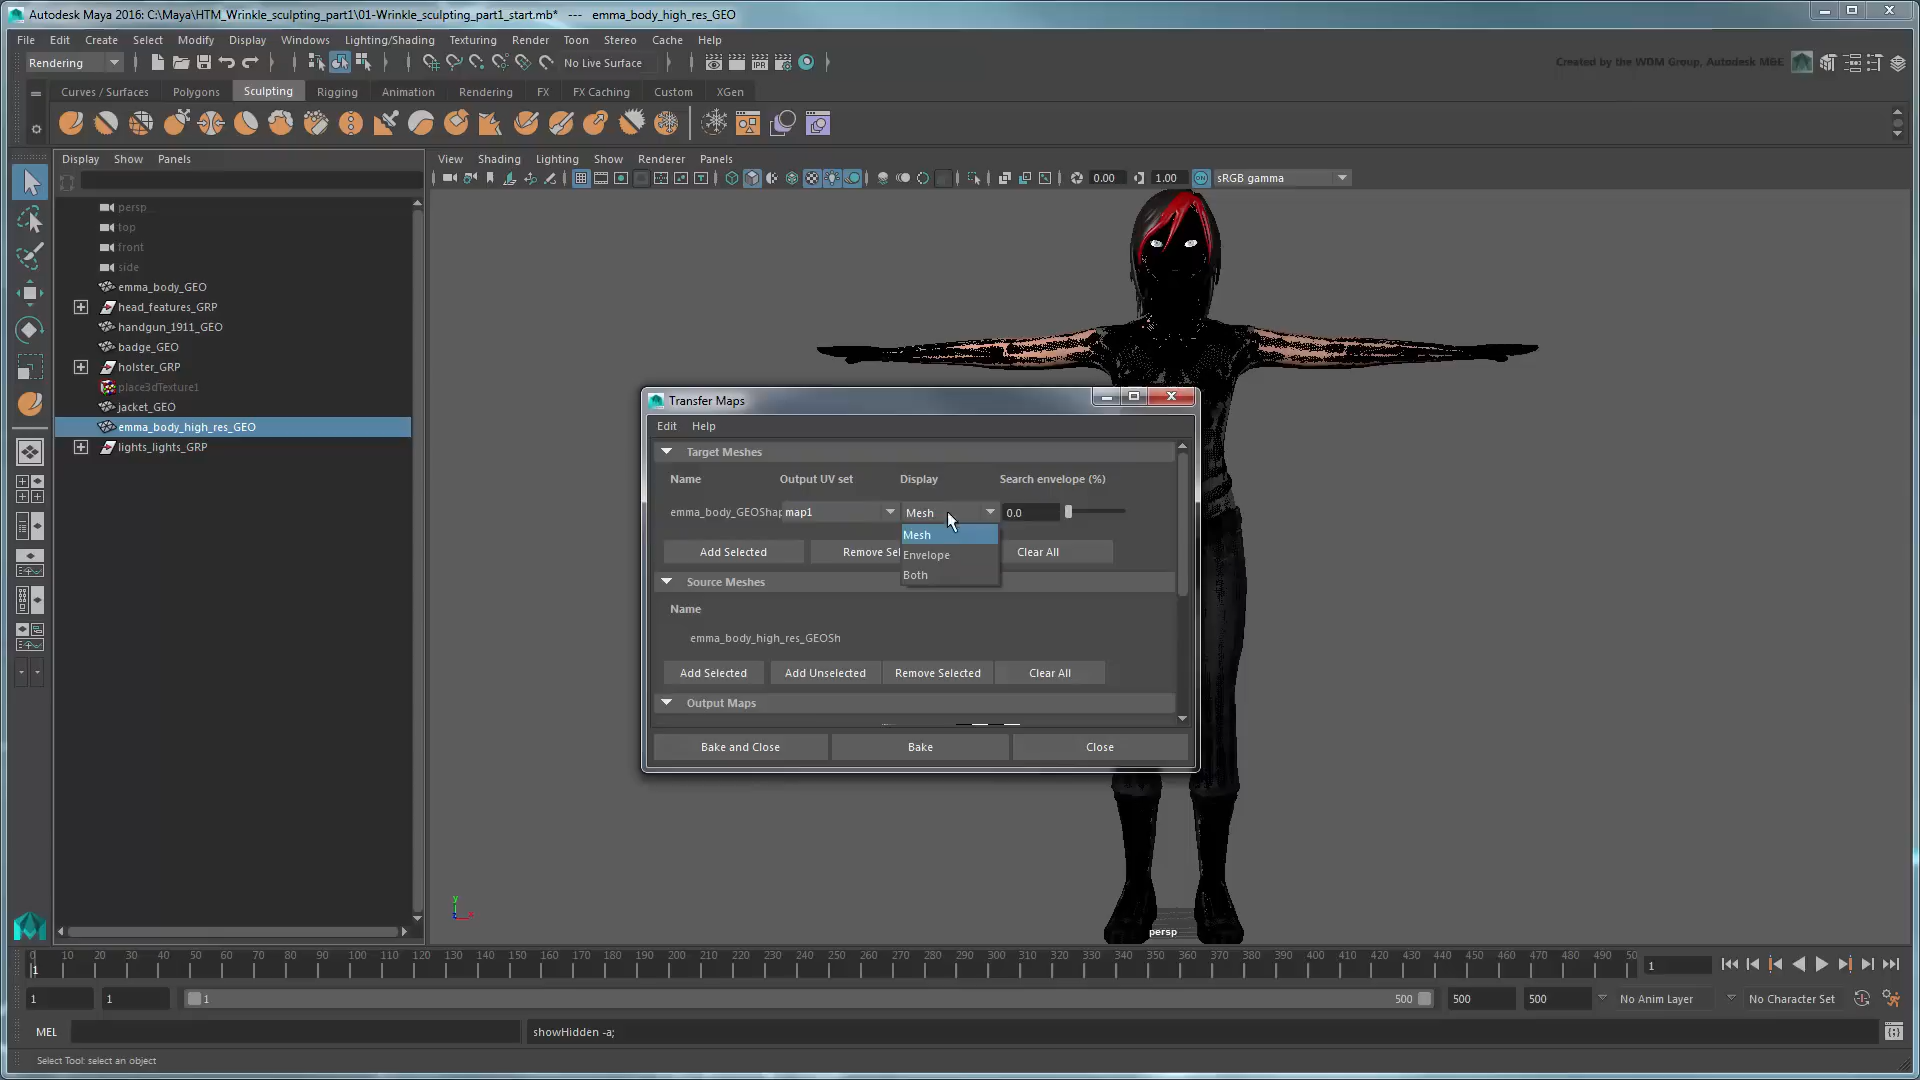 Autodesk Maya 2016: C:\Maya\HTM_Wrinkle_sculpting_part1\01-Wrinkle_sculpting_part1_start.mb* --- emma_body_high_res_GEO
File Edit Create Select Modify Display Windows Lighting/Shading Texturing Render Toon Stereo Cache Help
Rendering No Live Surface Created by the WDM Group, Autodesk M&E
Curves / Surfaces Polygons Sculpting Rigging Animation Rendering FX FX Caching Custom XGen
Display Show Panels
View Shading Lighting Show Renderer Panels
0.00 1.00 sRGB gamma
persp
top
front
side
emma_body_GEO
head_features_GRP
handgun_1911_GEO
badge_GEO
holster_GRP
place3dTexture1
jacket_GEO
emma_body_high_res_GEO
lights_lights_GRP
Transfer Maps
Edit Help
Target Meshes
Name Output UV set Display Search envelope (%)
emma_body_GEOShap map1 Mesh 0.0
Mesh
Envelope
Both
Add Selected Remove Sel Clear All
Source Meshes
Name
emma_body_high_res_GEOSh
Add Selected Add Unselected Remove Selected Clear All
Output Maps
Bake and Close Bake Close
persp
0 10 20 30 40 50 60 70 80 90 100 110 120 130 140 150 160 170 180 190 200 210 220 230 240 250 260 270 280 290 300 310 320 330 340 350 360 370 380 390 400 410 420 430 440 450 460 470 480 490 50
1 1
1 1 1 500 500 500 No Anim Layer No Character Set
MEL showHidden -a;
Select Tool: select an object